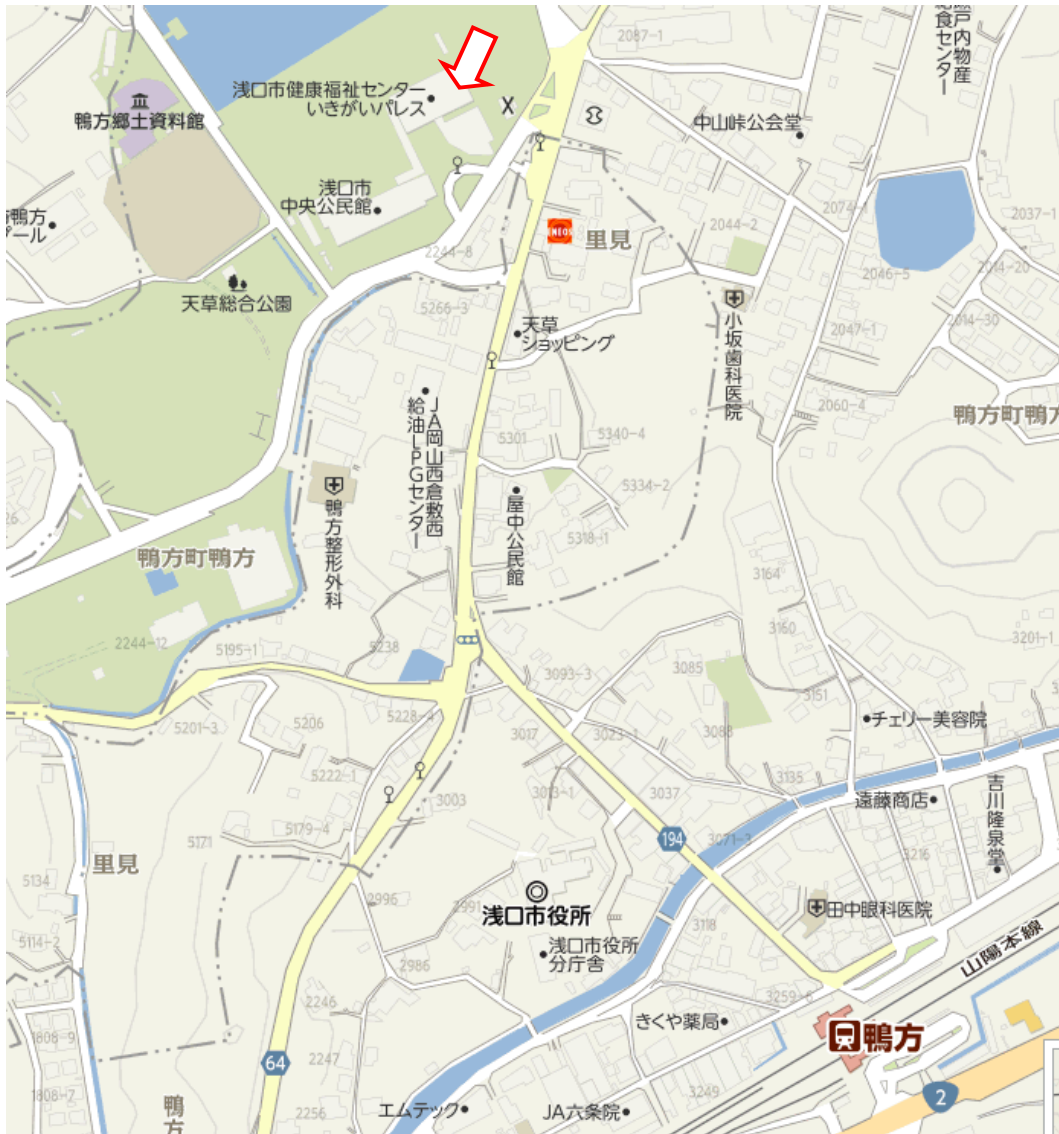 2087-1
瀬戸内物産
給食センター
浅口市健康福祉センター
いきがいパレス
鴨方郷土資料館
中山峠公会堂
浅口市
中央公民館
鴨方
プール
2074-1
2037-1
2044-2
ENEOS
里見
2244-8
2046-5
2014-20
天草総合公園
5266-3
天草
ショッピング
小坂歯科医院
2047-1
2014-30
JA岡山西倉敷西
給油LPGセンター
2060-4
鴨方町鴨方
5301
5340-4
5334-2
鴨方整形外科
屋中公民館
5318-1
鴨方町鴨方
3164
2244-12
5195-1
5238
3160
3201-1
3093-3
3085
3151
5201-3
5206
5228-4
3017
3023-1
3088
チェリー美容院
5222-1
3013-1
3135
3003
3037
遠藤商店
吉川隆泉堂
5179-4
5171
194
3071-3
3216
里見
5134
2996
2991
浅口市役所
田中眼科医院
3118
5114-2
浅口市役所
分庁舎
2986
山陽本線
2246
3259-6
きくや薬局
鴨方
1808-9
64
2247
1808-7
3249
2
2256
エムテック
JA六条院
鴨方